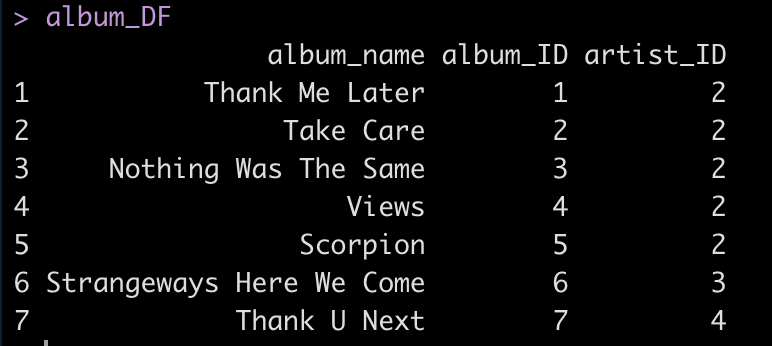 > album_DF
album_name album_ID artist_ID
1 Thank Me Later 1 2
2 Take Care 2 2
3 Nothing Was The Same 3 2
4 Views 4 2
5 Scorpion 5 2
6 Strangeways Here We Come 6 3
7 Thank U Next 7 4